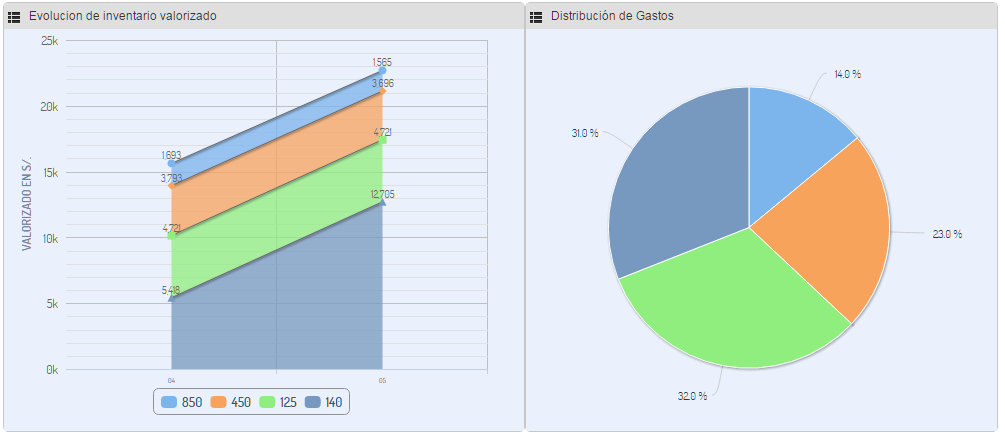 Evolucion de inventario valorizado
25k
20k
15k
10k
5k
0k
VALORIZADO EN S/.
1,693
3,793
4,721
5,418
1,565
3,696
4,721
12,705
04
05
850
450
125
140
Distribución de Gastos
14.0 %
31.0 %
23.0 %
32.0 %